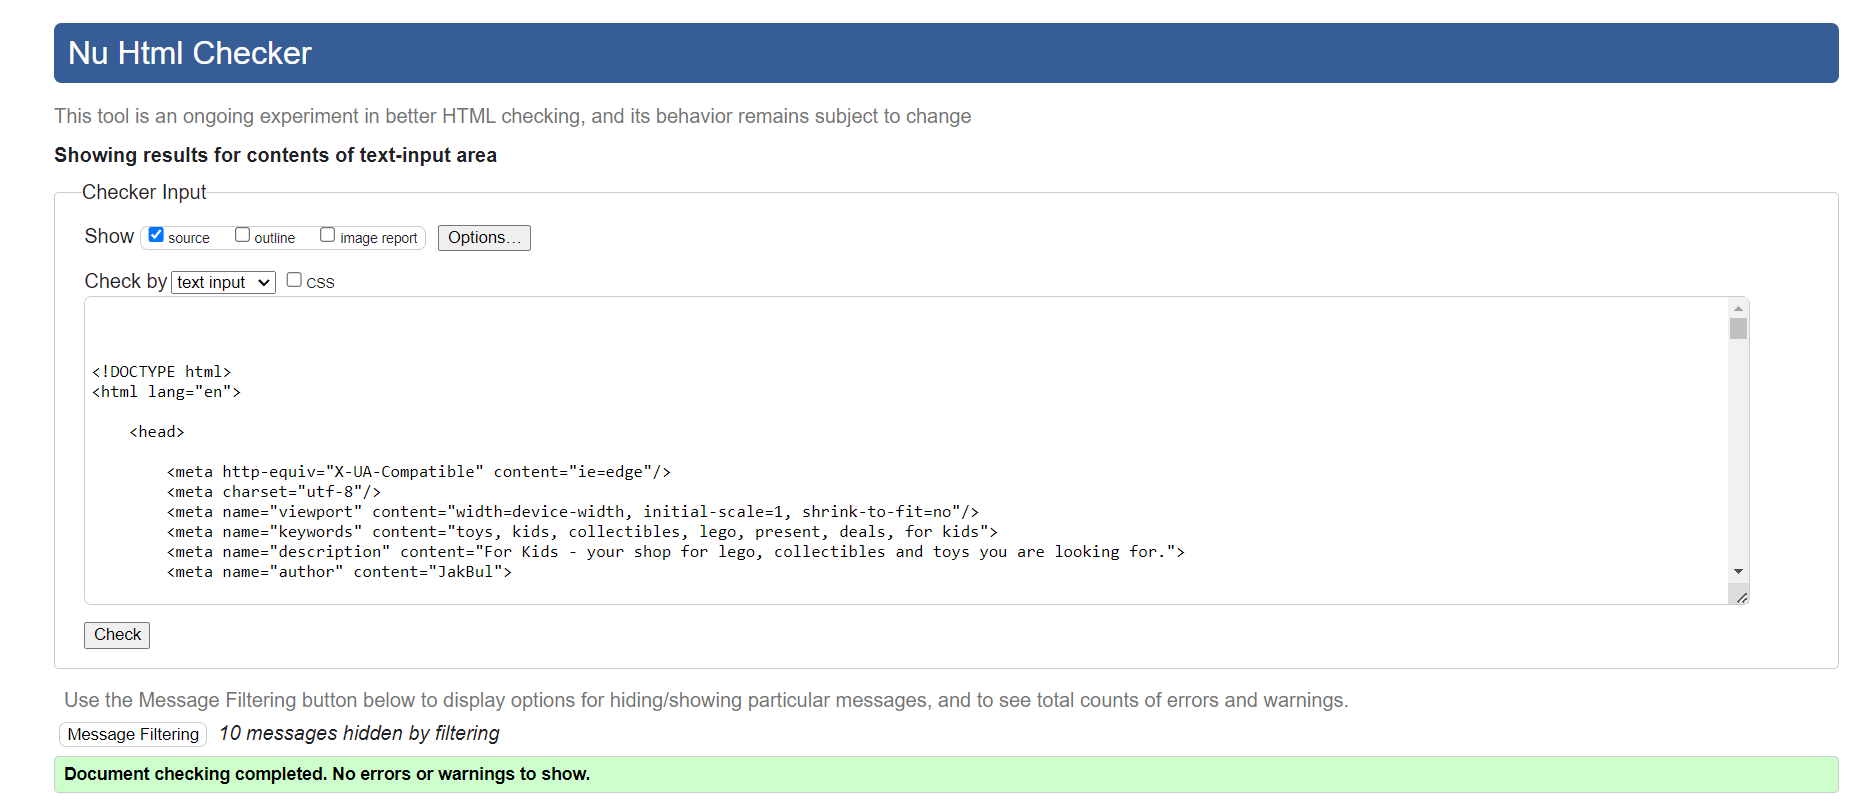 Nu Html Checker
This tool is an ongoing experiment in better HTML checking, and its behavior remains subject to change
Showing results for contents of text-input area
Checker Input
Show source outline image report Options...
Check by text input CSS
<!DOCTYPE html>
<html lang="en">
<head>
<meta http-equiv="X-UA-Compatible" content="ie=edge"/>
<meta charset="utf-8"/>
<meta name="viewport" content="width=device-width, initial-scale=1, shrink-to-fit=no"/>
<meta name="keywords" content="toys, kids, collectibles, lego, present, deals, for kids">
<meta name="description" content="For Kids - your shop for lego, collectibles and toys you are looking for.">
<meta name="author" content="JakBul">
Check
Use the Message Filtering button below to display options for hiding/showing particular messages, and to see total counts of errors and warnings.
Message Filtering 10 messages hidden by filtering
Document checking completed. No errors or warnings to show.